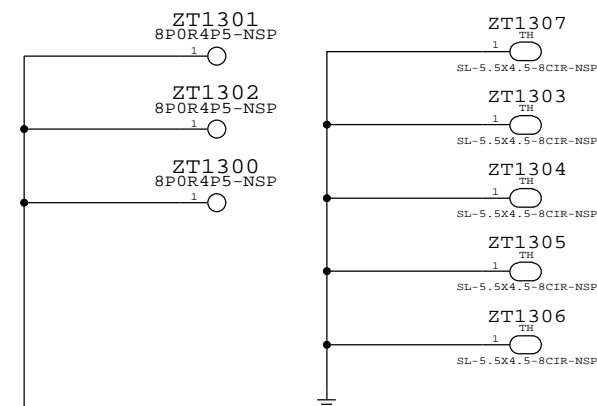 ZT1301
8P0R4P5-NSP
1
ZT1302
8P0R4P5-NSP
1
ZT1300
8P0R4P5-NSP
1
ZT1307
TH
1
SL-5.5X4.5-8CIR-NSP
ZT1303
TH
1
SL-5.5X4.5-8CIR-NSP
ZT1304
TH
1
SL-5.5X4.5-8CIR-NSP
ZT1305
TH
1
SL-5.5X4.5-8CIR-NSP
ZT1306
TH
1
SL-5.5X4.5-8CIR-NSP